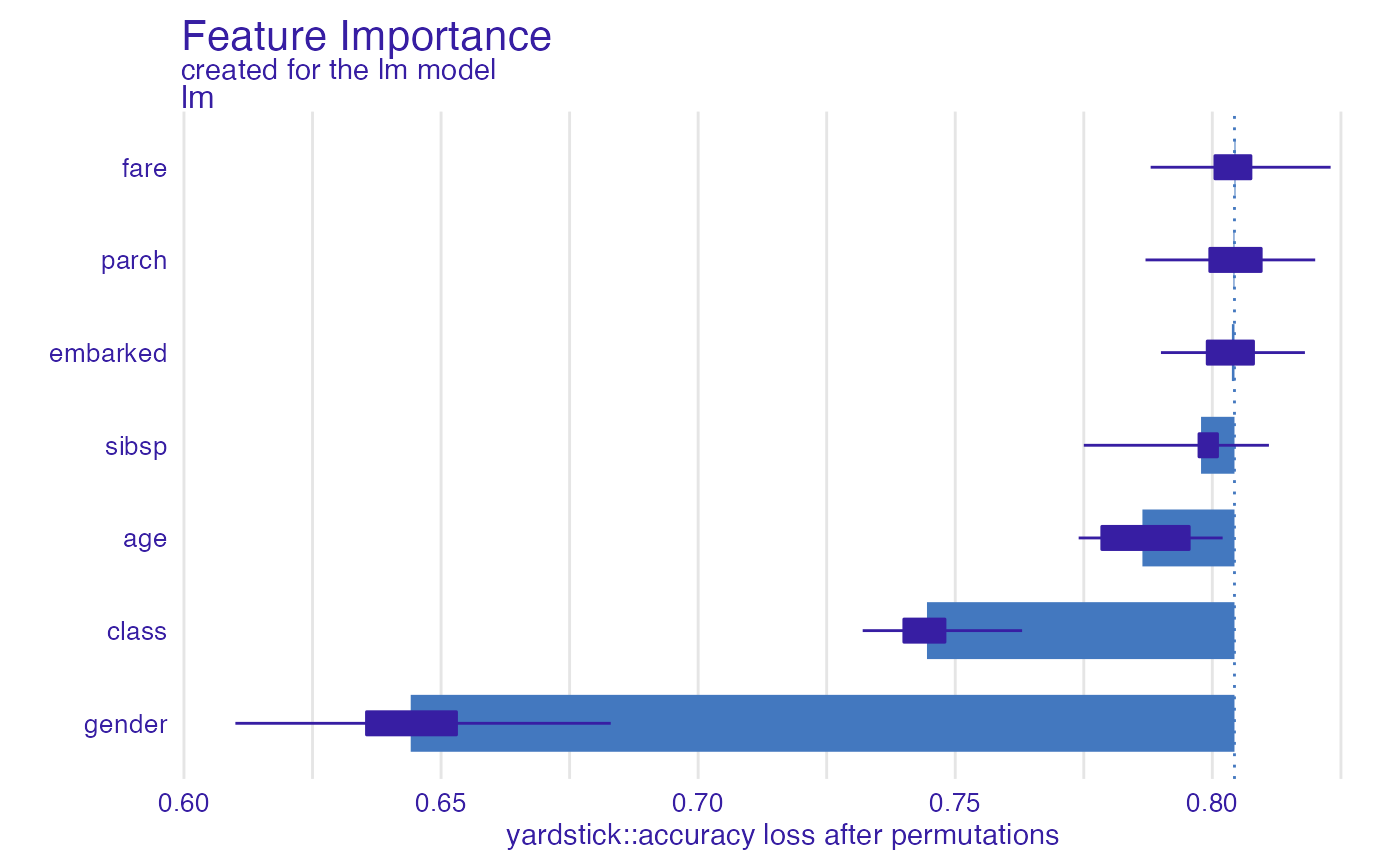 Feature Importance
created for the lm model
lm
fare
parch
embarked
sibsp
age
class
gender
0.60 0.65 0.70 0.75 0.80
yardstick::accuracy loss after permutations